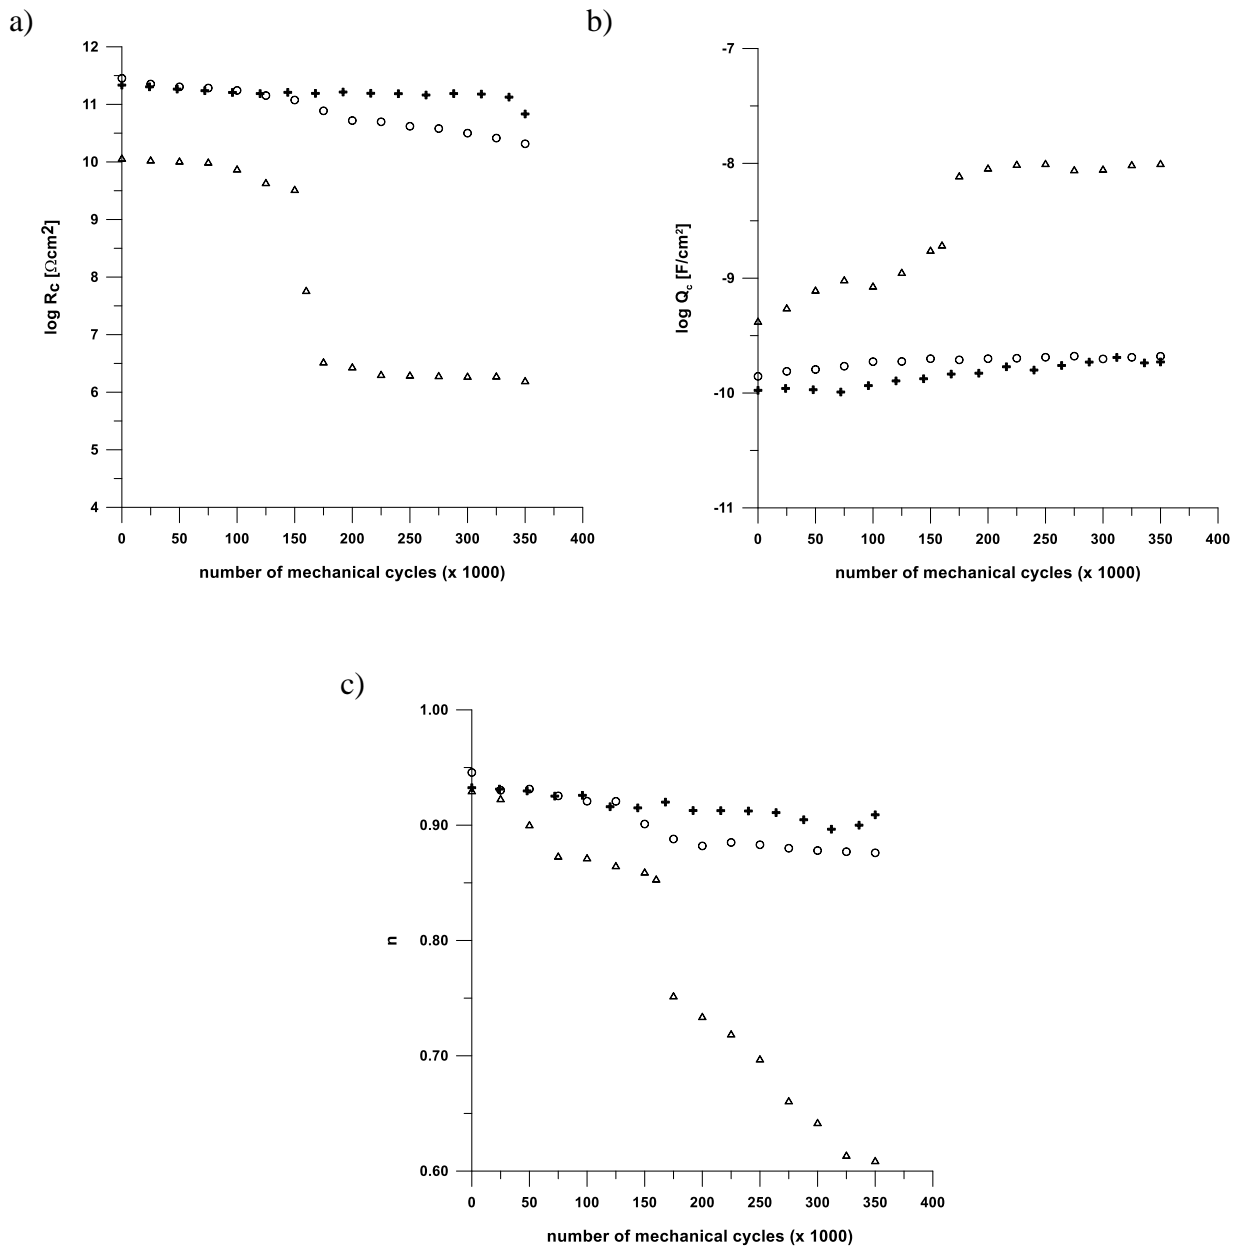 a)
12
11
10
9
8
7
6
5
4
log Rc [Ωcm²]
0 50 100 150 200 250 300 350 400
number of mechanical cycles (x 1000)
b)
-7
-8
-9
-10
-11
log Qc [F/cm²]
0 50 100 150 200 250 300 350 400
number of mechanical cycles (x 1000)
c)
1.00
0.90
0.80
0.70
0.60
n
0 50 100 150 200 250 300 350 400
number of mechanical cycles (x 1000)